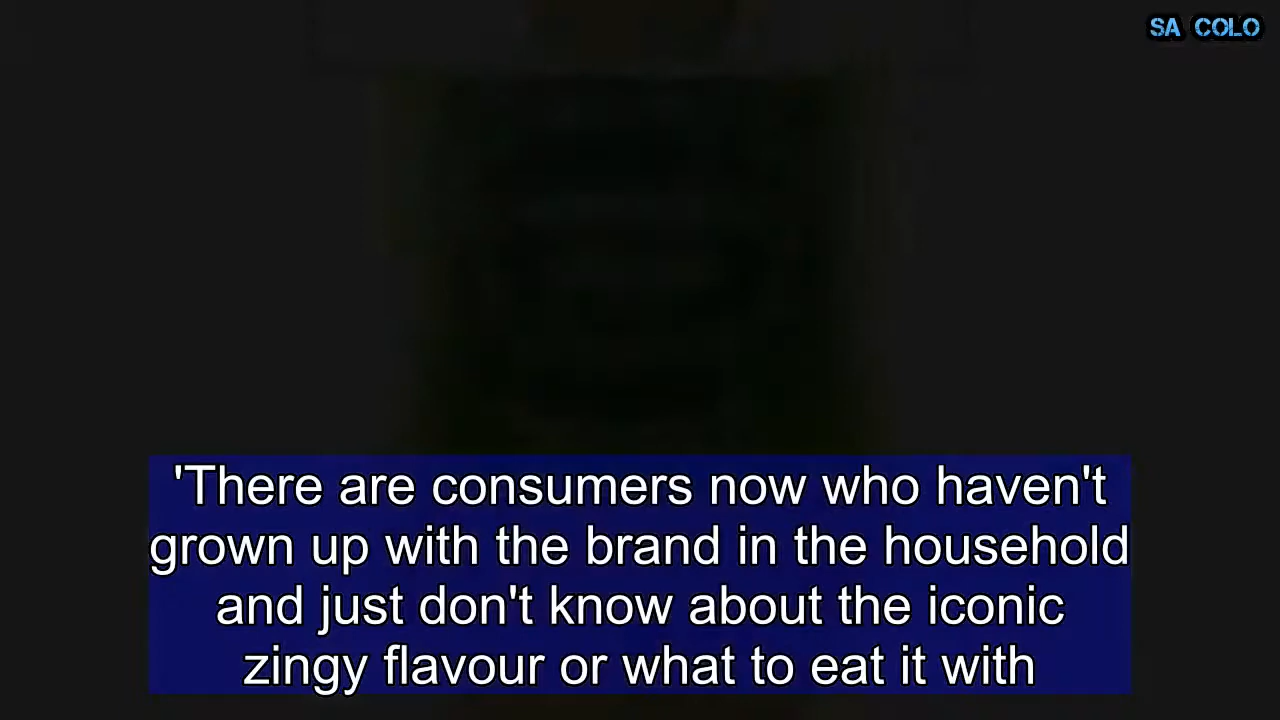 SA COLO
'There are consumers now who haven't
grown up with the brand in the household
and just don't know about the iconic
zingy flavour or what to eat it with